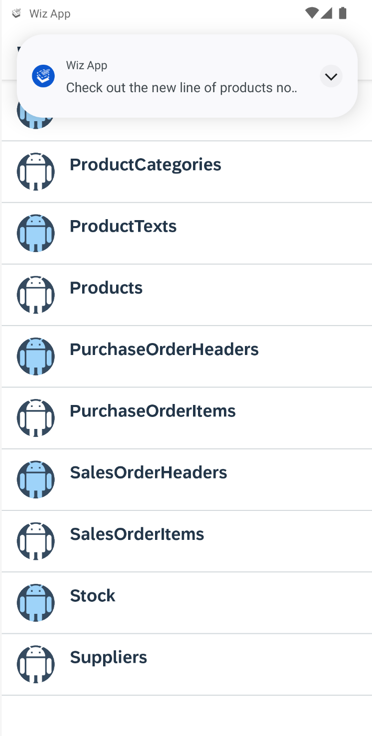 Wiz App
Wiz App
Check out the new line of products no..
ProductCategories
ProductTexts
Products
PurchaseOrderHeaders
PurchaseOrderItems
SalesOrderHeaders
SalesOrderItems
Stock
Suppliers